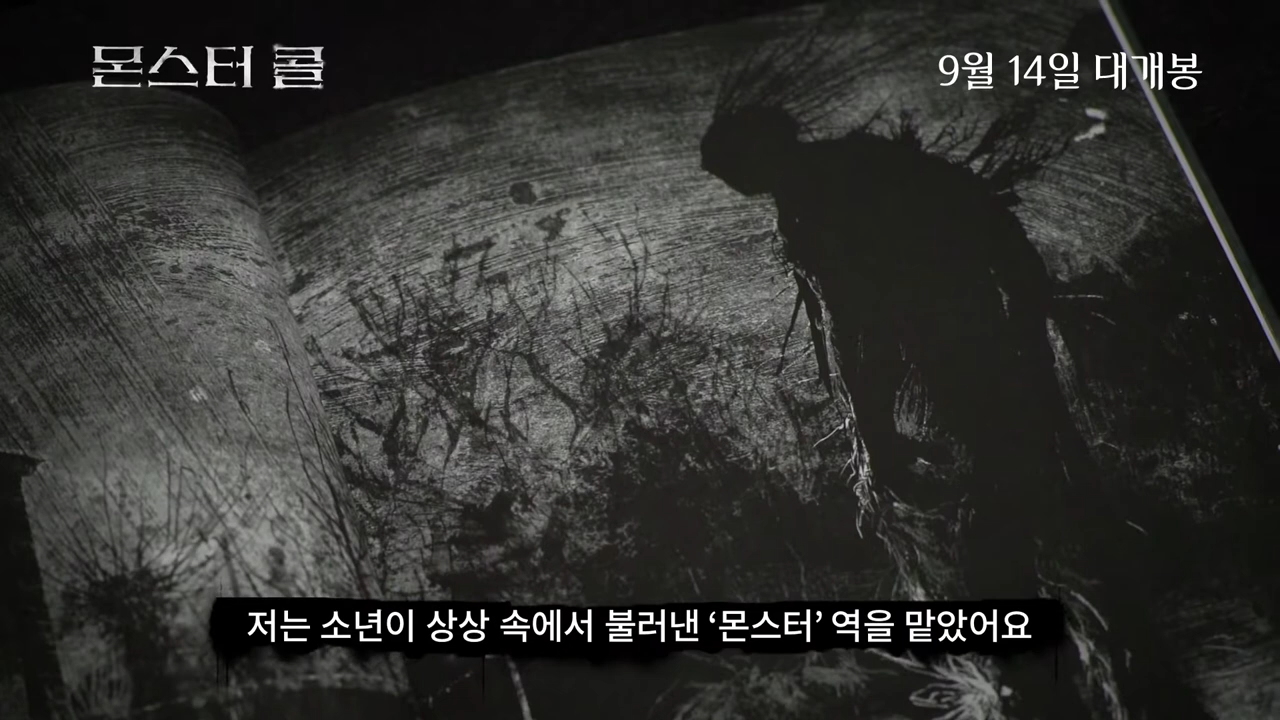 몬스터 콜
9월 14일 대개봉
저는 소년이 상상 속에서 불러낸 ‘몬스터’ 역을 맡았어요